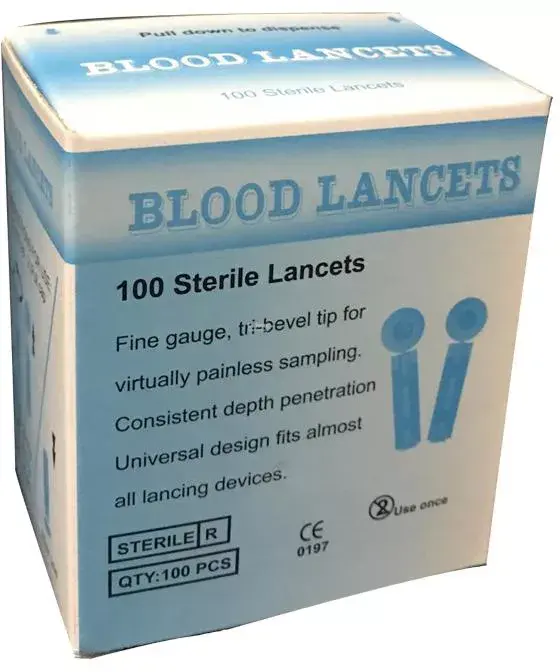 Pull down to dispense
BLOOD LANCETS
100 Sterile Lancets
BLOOD LANCETS
100 Sterile Lancets
Fine gauge, tri-bevel tip for
virtually painless sampling.
Consistent depth penetration
Universal design fits almost
all lancing devices.
STERILE R
QTY:100 PCS
CE
0197
2 Use once